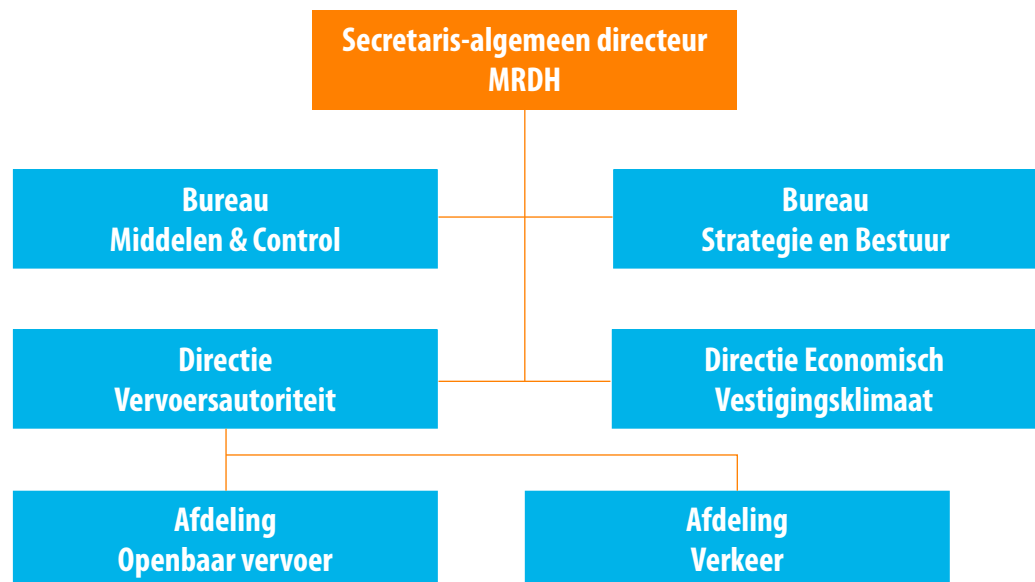 Secretaris-algemeen directeur
MRDH
Bureau
Middelen & Control
Bureau
Strategie en Bestuur
Directie
Vervoersautoriteit
Directie Economisch
Vestigingsklimaat
Afdeling
Openbaar vervoer
Afdeling
Verkeer